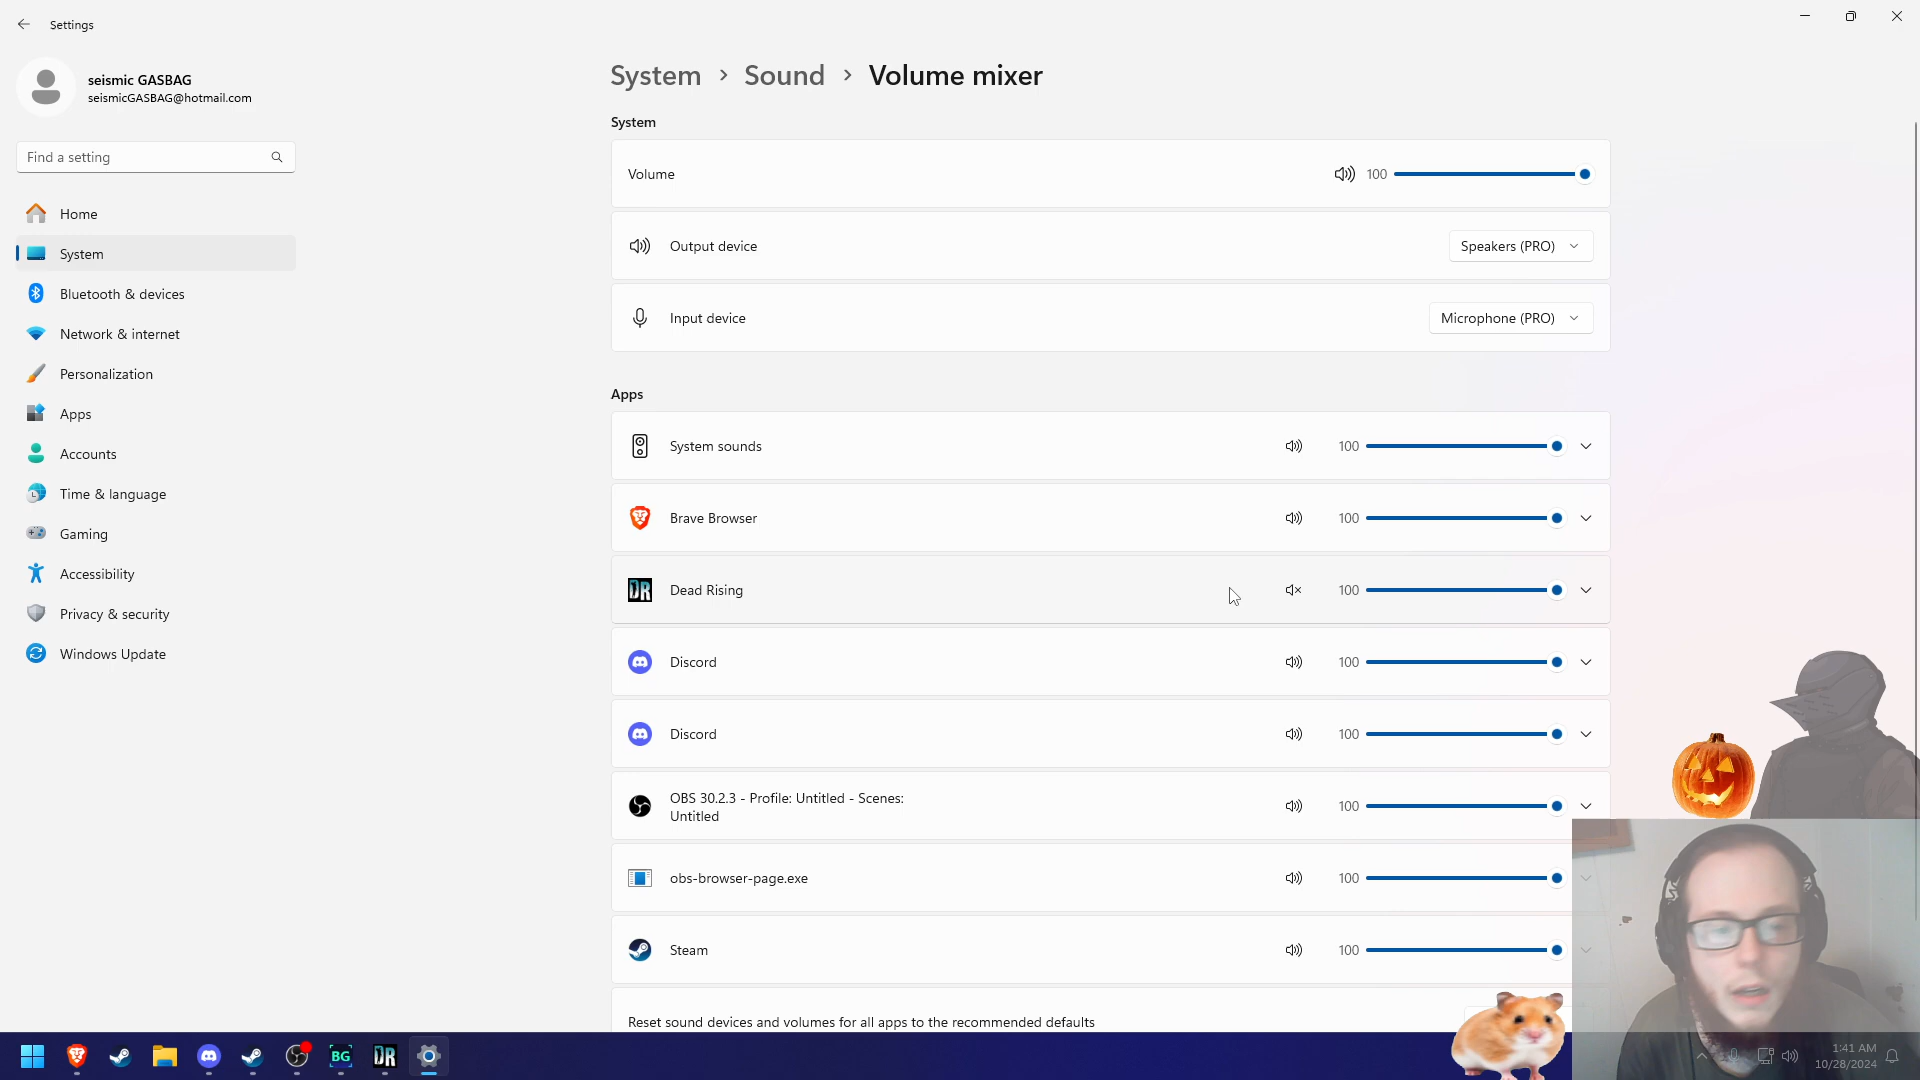 Settings
seismic GASBAG
seismicGASBAG@hotmail.com
Find a setting
Home
System
Bluetooth & devices
Network & internet
Personalization
Apps
Accounts
Time & language
Gaming
Accessibility
Privacy & security
Windows Update
System > Sound > Volume mixer
System
Volume 100
Output device Speakers (PRO)
Input device Microphone (PRO)
Apps
System sounds 100
Brave Browser 100
DR Dead Rising 100
Discord 100
Discord 100
OBS 30.2.3 - Profile: Untitled - Scenes:
Untitled 100
obs-browser-page.exe 100
Steam 100
Reset sound devices and volumes for all apps to the recommended defaults
BG DR
1:41 AM
10/28/2024